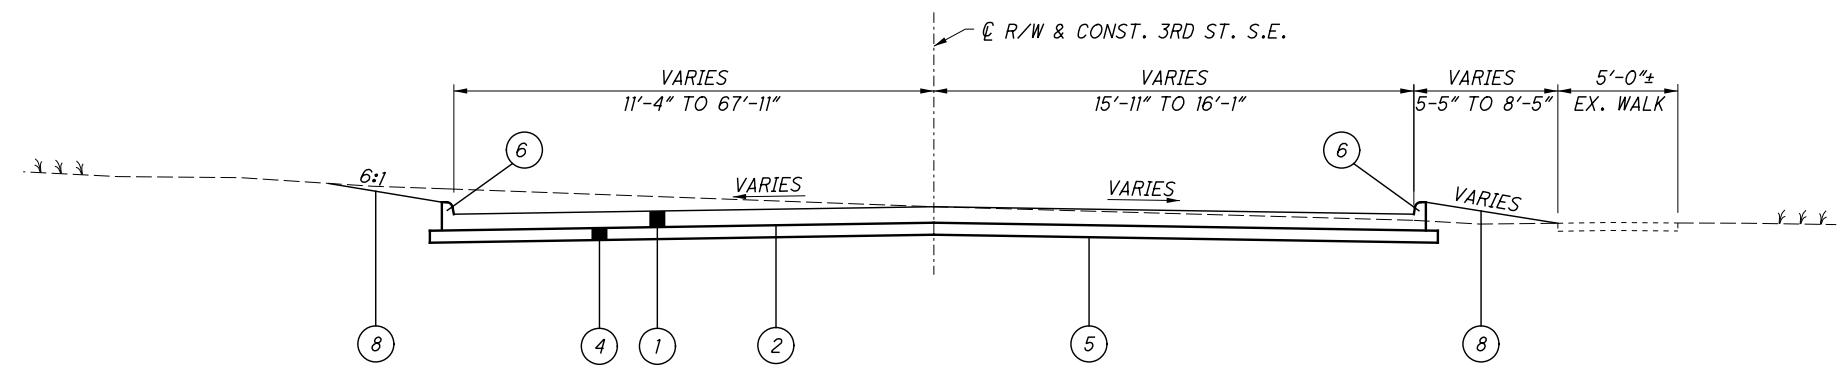 ℄ R/W & CONST. 3RD ST. S.E.
VARIES VARIES VARIES 5'-0"±
11'-4" TO 67'-11" 15'-11" TO 16'-1" 5-5" TO 8'-5" EX. WALK
6 6
6:1 VARIES VARIES VARIES
8 4 1 2 5 8